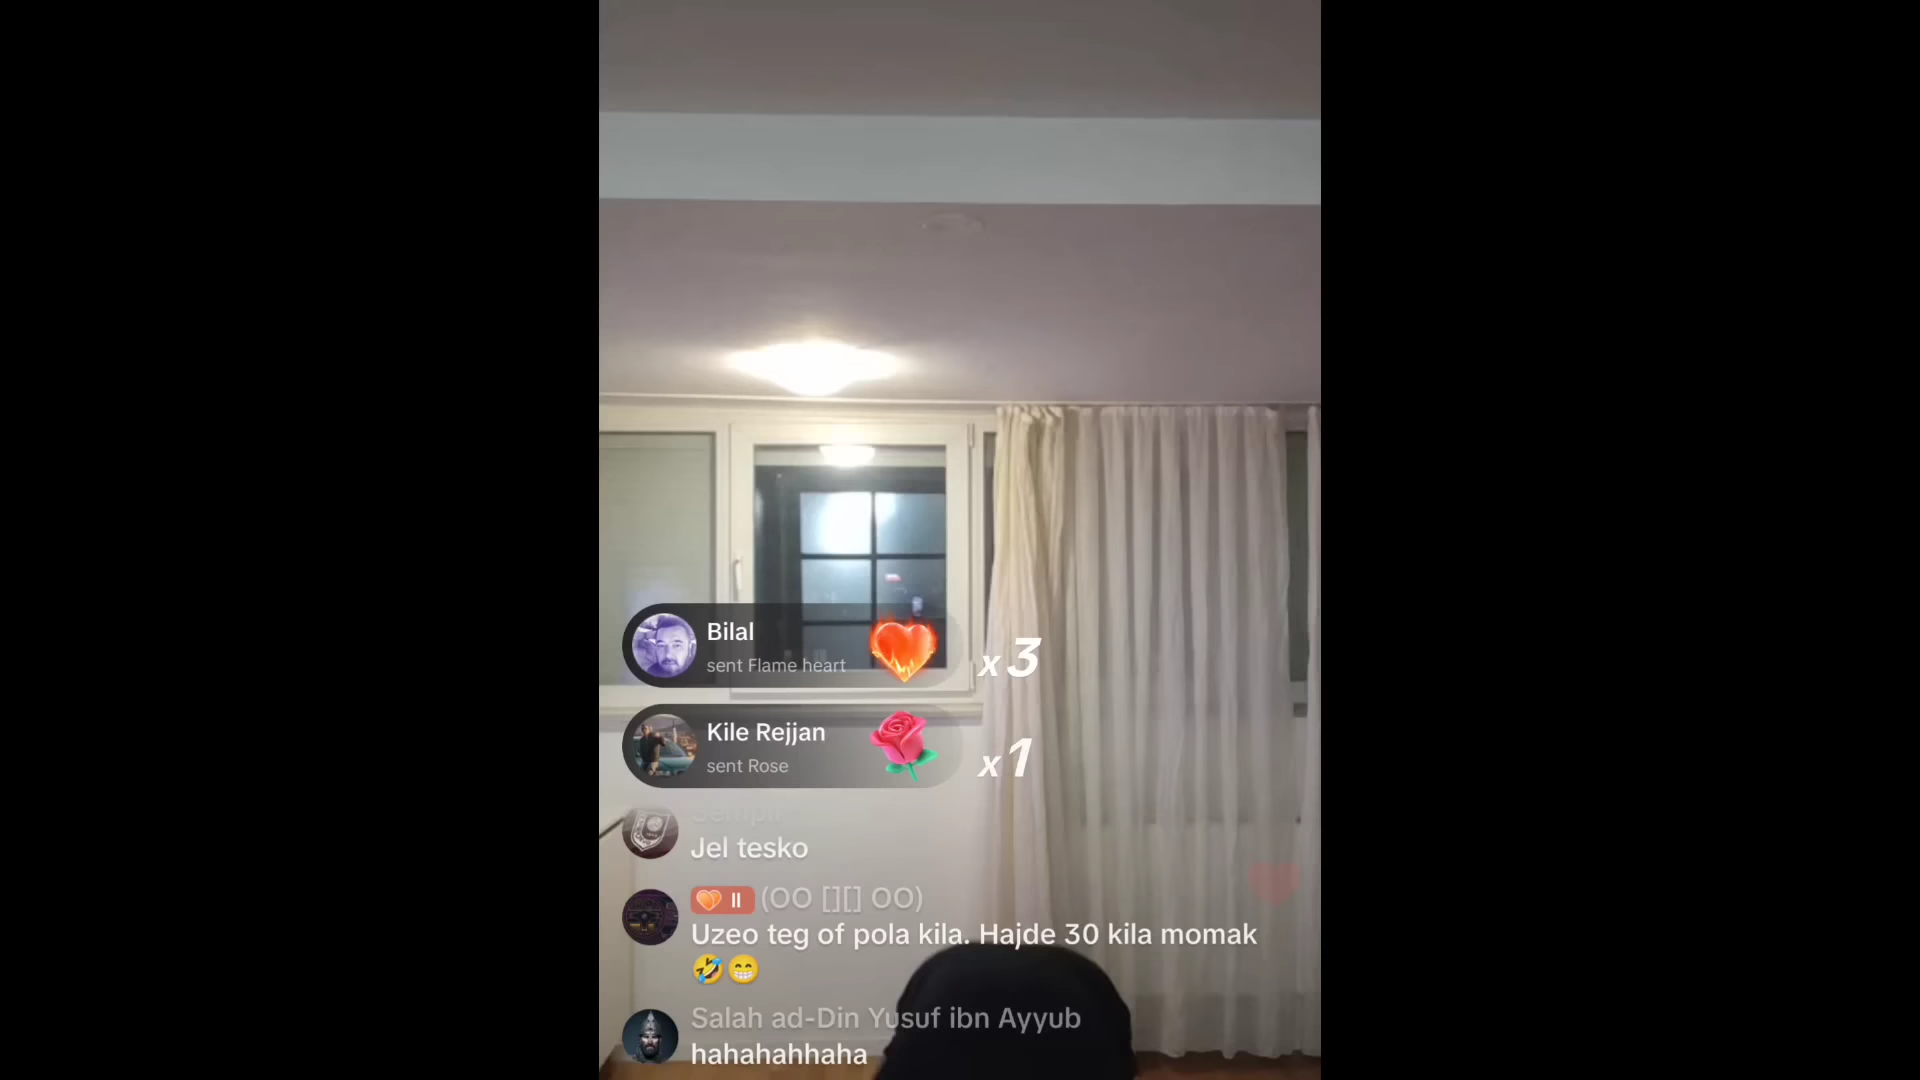 Bilal
sent Flame heart
x3
Kile Rejjan
sent Rose
x1
Jel tesko
II (OO [][] OO)
Uzeo teg of pola kila. Hajde 30 kila momak
🤣😁
Salah ad-Din Yusuf ibn Ayyub
hahahahhaha